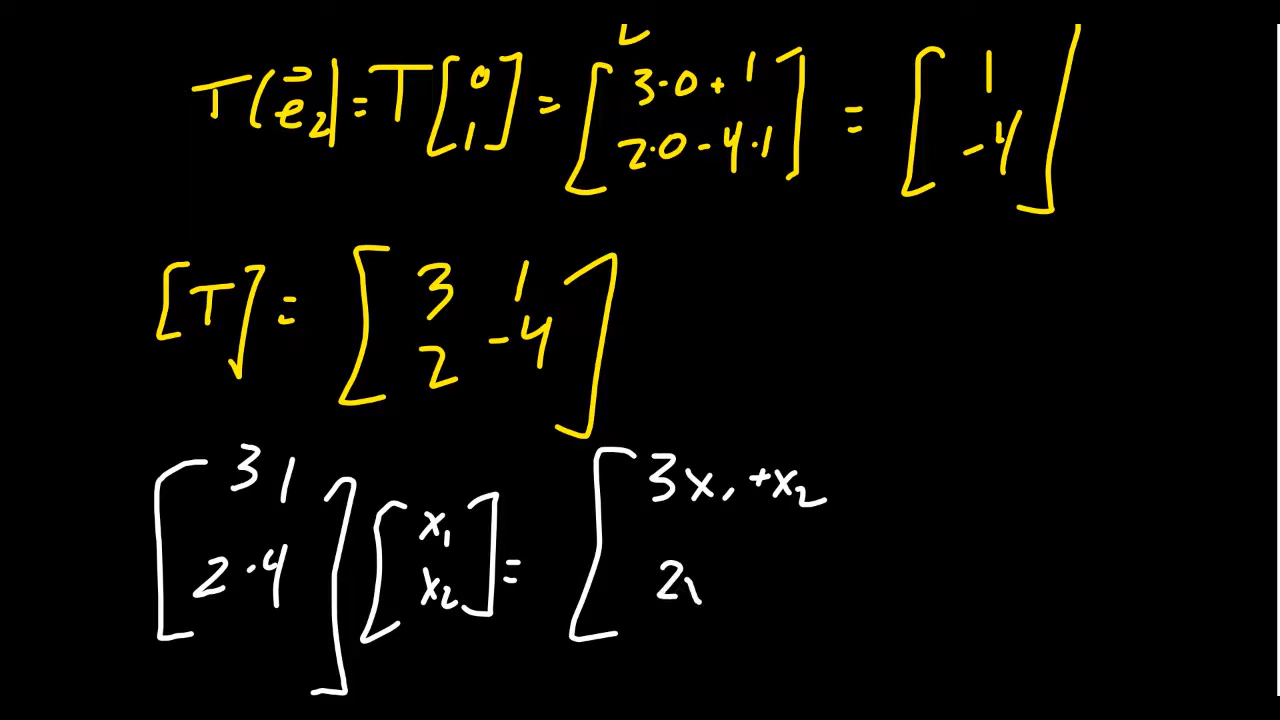 T(e⃗₂) = T[0 1] = [3·0+1 2·0-4·1] = [1 -4]
[T] = [3 1 2 -4]
[3 1 2 ·4][x₁ x₂] = [3x₁+x₂ 2